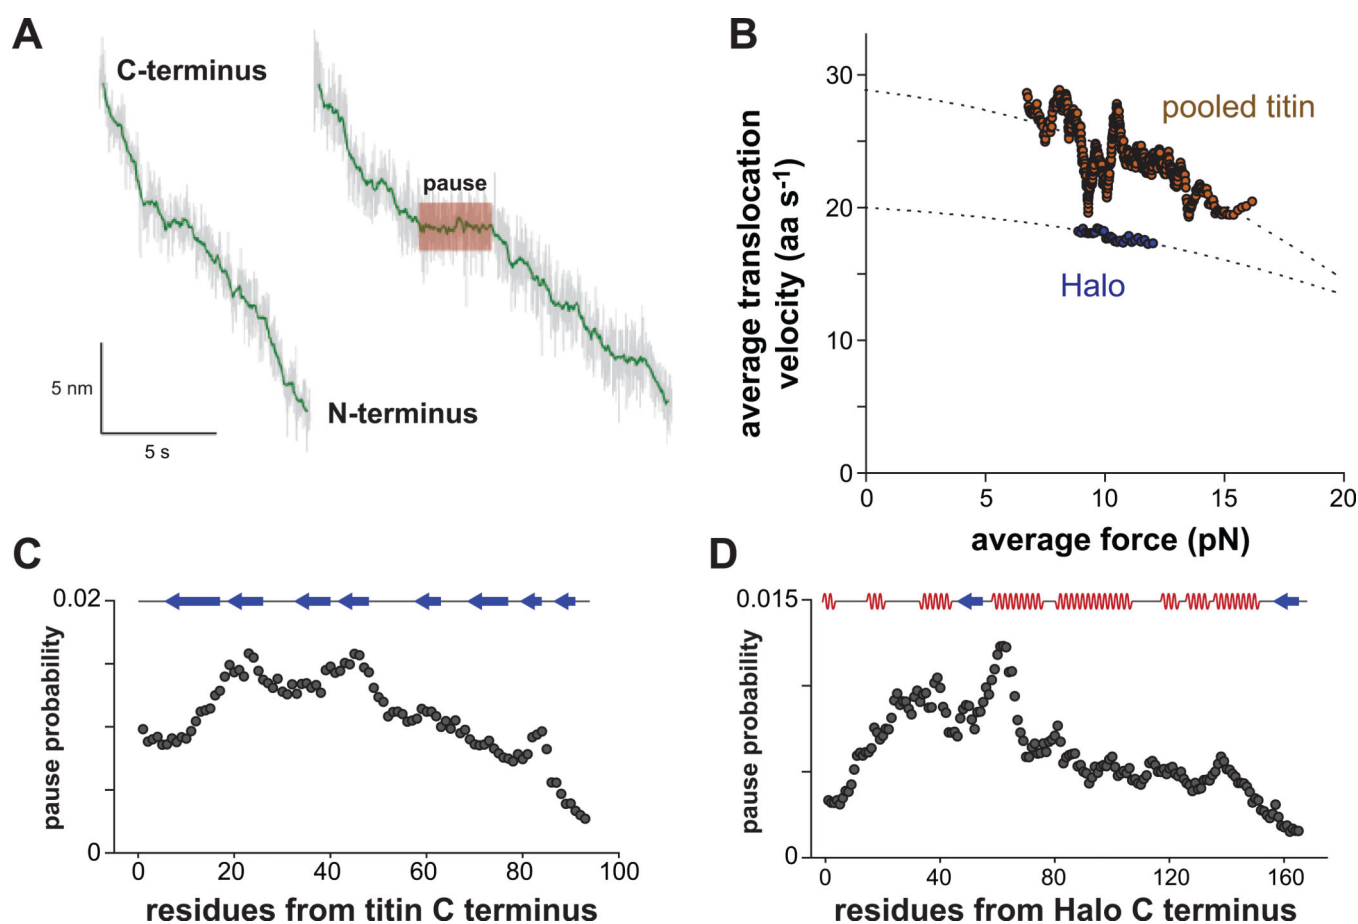 A
C-terminus
pause
5 nm
5 s
N-terminus
B
average translocation
velocity (aa s-1)
30
20
10
0
pooled titin
Halo
0 5 10 15 20
average force (pN)
C
pause probability
0.02
0
0 20 40 60 80 100
residues from titin C terminus
D
pause probability
0.015
0
0 40 80 120 160
residues from Halo C terminus